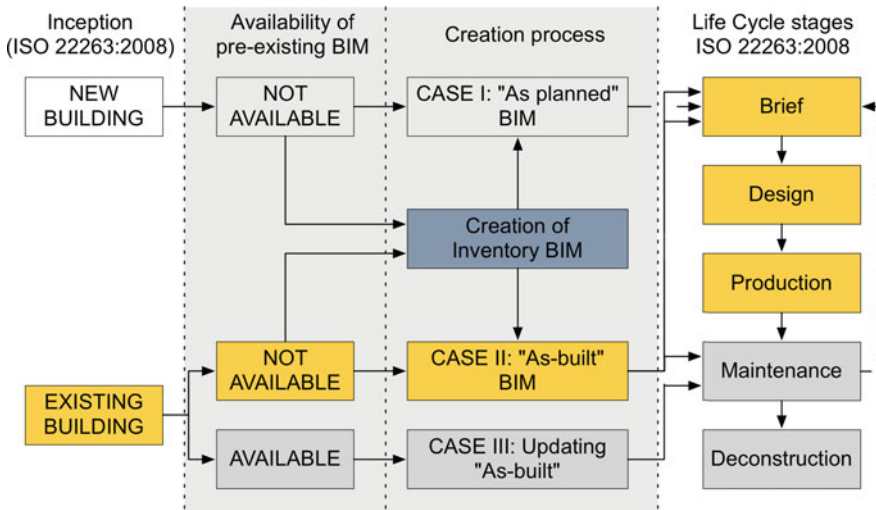 Inception
(ISO 22263:2008)
Availability of
pre-existing BIM
Creation process
Life Cycle stages
ISO 22263:2008
NEW
BUILDING
NOT
AVAILABLE
CASE I: "As planned"
BIM
Brief
Design
Creation of
Inventory BIM
Production
NOT
AVAILABLE
CASE II: "As-built"
BIM
Maintenance
EXISTING
BUILDING
AVAILABLE
CASE III: Updating
"As-built"
Deconstruction